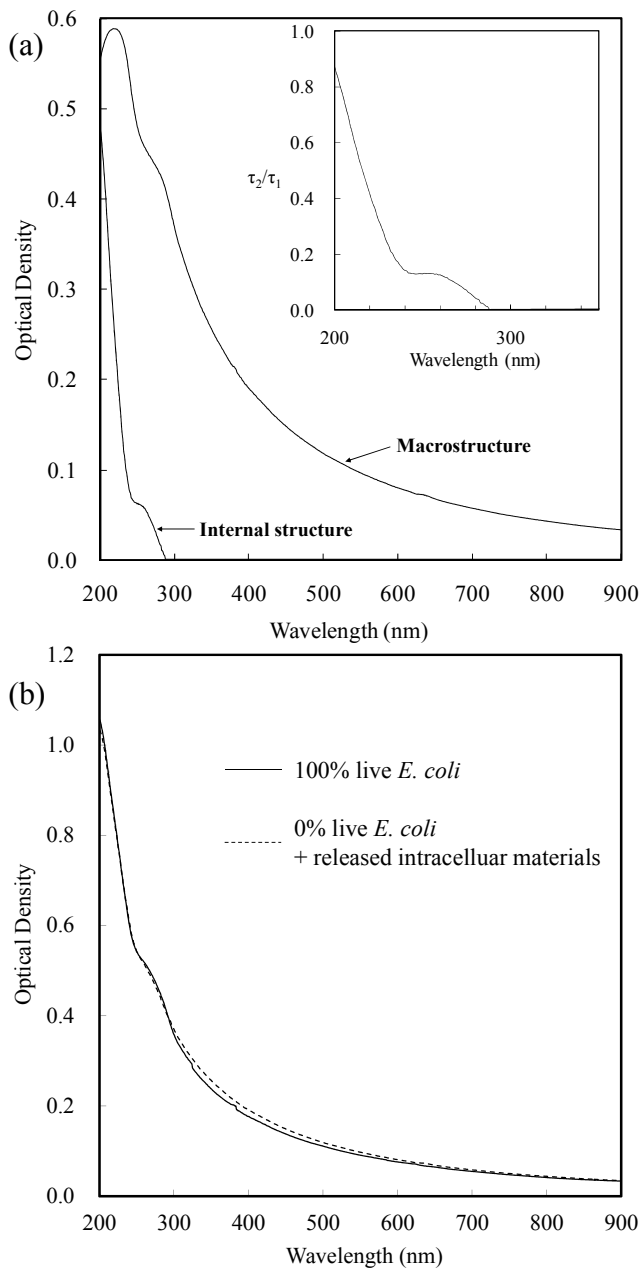 (a)
0.6
0.5
0.4
0.3
0.2
0.1
0.0
Optical Density
200 300 400 500 600 700 800 900
Wavelength (nm)
1.0
0.8
0.6
0.4
0.2
0.0
τ2/τ1
200 300
Wavelength (nm)
Macrostructure
Internal structure
(b)
1.2
1.0
0.8
0.6
0.4
0.2
0.0
Optical Density
100% live E. coli
0% live E. coli
+ released intracelluar materials
200 300 400 500 600 700 800 900
Wavelength (nm)